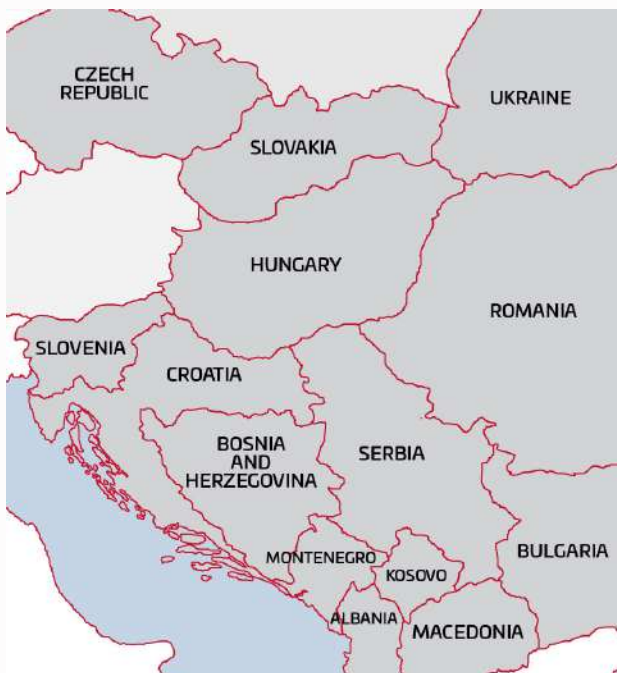 CZECH
REPUBLIC
UKRAINE
SLOVAKIA
HUNGARY
ROMANIA
SLOVENIA
CROATIA
BOSNIA
AND
HERZEGOVINA
SERBIA
MONTENEGRO
KOSOVO
BULGARIA
ALBANIA
MACEDONIA